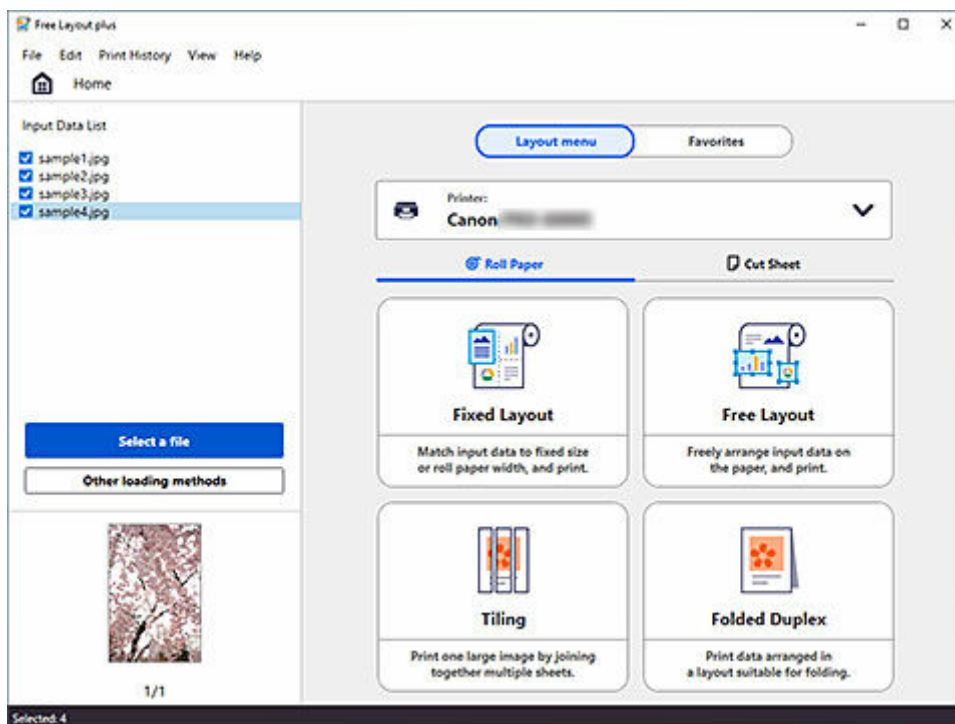 Free Layout plus
File Edit Print History View Help
Home
Input Data List
sample1.jpg
sample2.jpg
sample3.jpg
sample4.jpg
Select a file
Other loading methods
1/1
Selected: 4
Layout menu Favorites
Printer:
Canon
Roll Paper Cut Sheet
Fixed Layout
Match input data to fixed size
or roll paper width, and print.
Free Layout
Freely arrange input data on
the paper, and print.
Tiling
Print one large image by joining
together multiple sheets.
Folded Duplex
Print data arranged in
a layout suitable for folding.